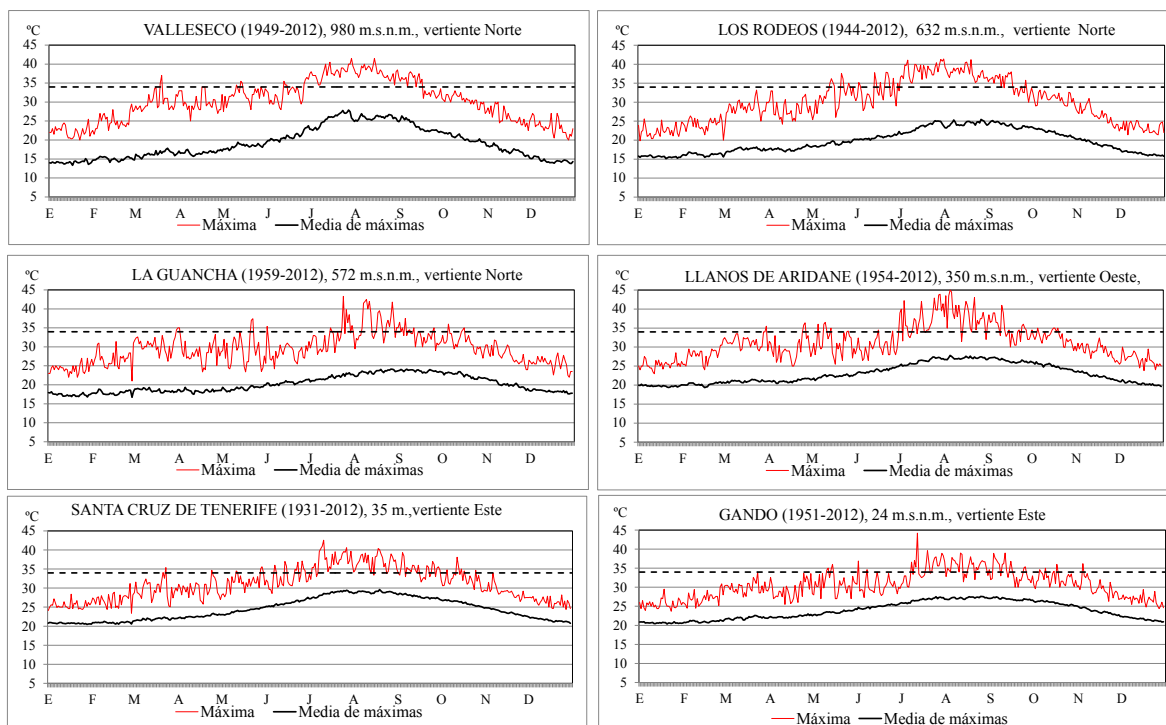 ºC
VALLESECO (1949-2012), 980 m.s.n.m., vertiente Norte
45
40
35
30
25
20
15
10
5
E F M A M J J A S O N D
Máxima Media de máximas
ºC
LOS RODEOS (1944-2012), 632 m.s.n.m., vertiente Norte
45
40
35
30
25
20
15
10
5
E F M A M J J A S O N D
Máxima Media de máximas
ºC
LA GUANCHA (1959-2012), 572 m.s.n.m., vertiente Norte
45
40
35
30
25
20
15
10
5
E F M A M J J A S O N D
Máxima Media de máximas
ºC
LLANOS DE ARIDANE (1954-2012), 350 m.s.n.m., vertiente Oeste,
45
40
35
30
25
20
15
10
5
E F M A M J J A S O N D
Máxima Media de máximas
ºC
SANTA CRUZ DE TENERIFE (1931-2012), 35 m.,vertiente Este
45
40
35
30
25
20
15
10
5
E F M A M J J A S O N D
Máxima Media de máximas
ºC
GANDO (1951-2012), 24 m.s.n.m., vertiente Este
45
40
35
30
25
20
15
10
5
E F M A M J J A S O N D
Máxima Media de máximas